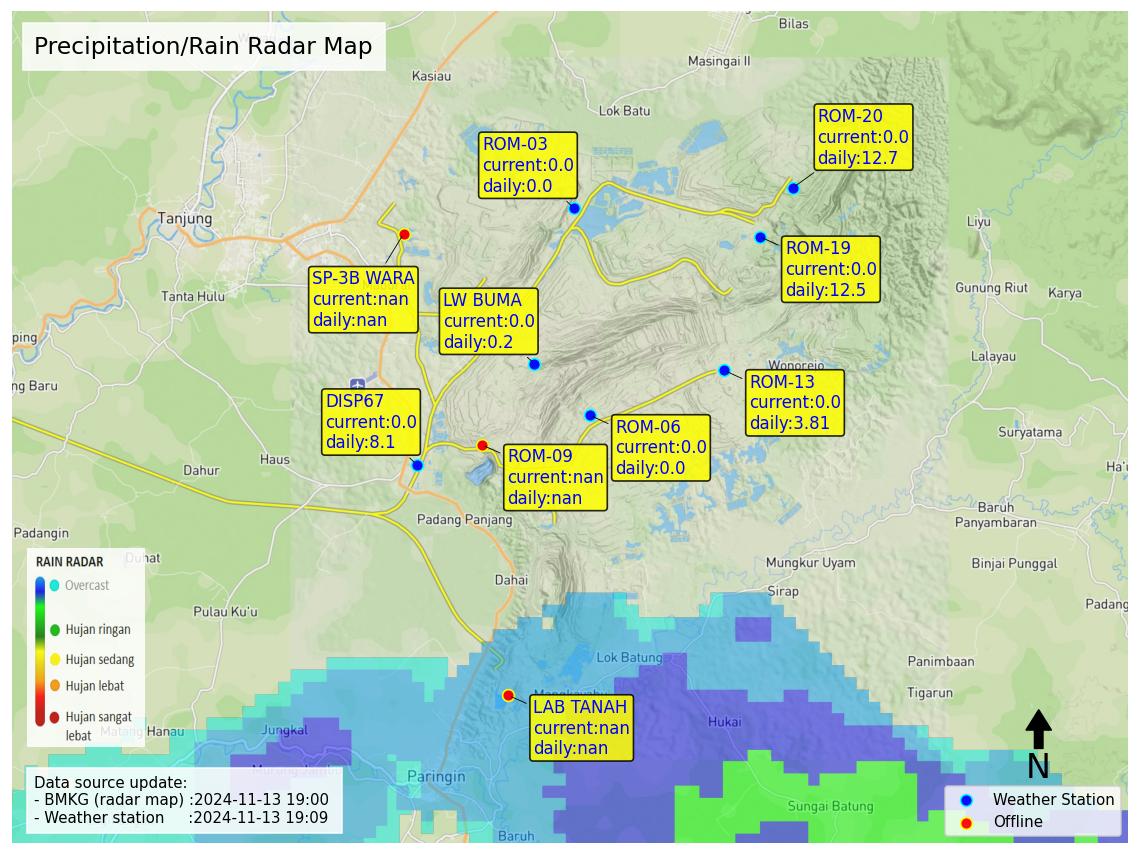 Precipitation/Rain Radar Map
Bilas
Masingai II
Kasiau
Lok Batu
ROM-20
current:0.0
daily:12.7
ROM-03
current:0.0
daily:0.0
Tanjung
Liyu
ROM-19
current:0.0
daily:12.5
SP-3B WARA
current:nan
daily:nan
Tanta Hulu
LW BUMA
current:0.0
daily:0.2
Gunung Riut
Karya
ping
Layalau
Wonorejo
ng Baru
ROM-13
current:0.0
daily:3.81
DISP67
current:0.0
daily:8.1
ROM-06
current:0.0
daily:0.0
Suryatama
ROM-09
current:nan
daily:nan
Haus
Dahur
Ha'u
Baruh
Panyambaran
Padang Panjang
Padangin
Duhat
Mungkur Uyam
Binjai Punggal
Dahai
Sirap
Padang
Pulau Ku'u
RAIN RADAR
Overcast
Hujan ringan
Hujan sedang
Hujan lebat
Hujan sangat
lebat
Lok Batung
Panimbaan
Tigarun
LAB TANAH
current:nan
daily:nan
Hukai
Matang Hanau
Jungkal
Paringin
Sungai Batung
Baruh
N
Data source update:
- BMKG (radar map) :2024-11-13 19:00
- Weather station :2024-11-13 19:09
Weather Station
Offline